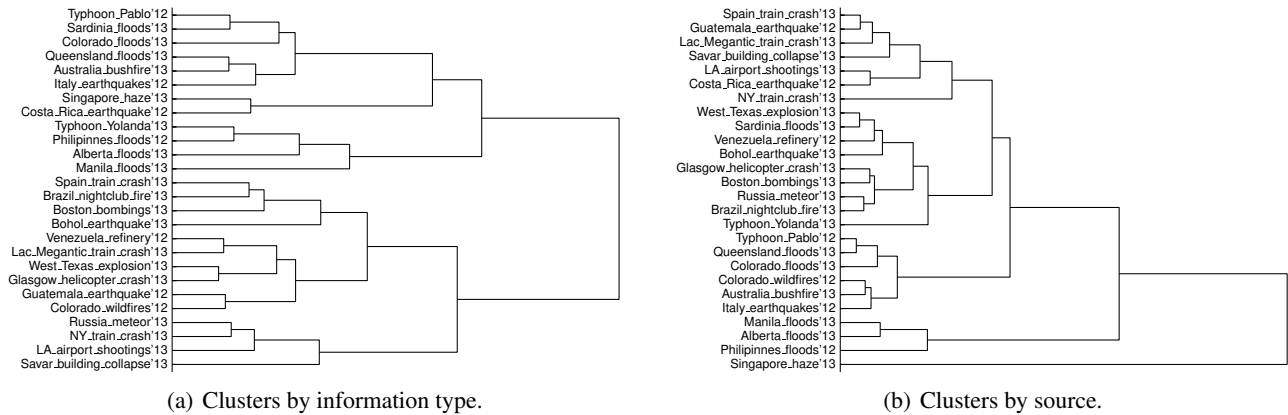 Typhoon_Pablo'12
Sardinia_floods'13
Colorado_floods'13
Queensland_floods'13
Australia_bushfire'13
Italy_earthquakes'12
Singapore_haze'13
Costa_Rica_earthquake'12
Typhoon_Yolanda'13
Philipinnes_floods'12
Alberta_floods'13
Manila_floods'13
Spain_train_crash'13
Brazil_nightclub_fire'13
Boston_bombings'13
Bohol_earthquake'13
Venezuela_refinery'12
Lac_Megantic_train_crash'13
West_Texas_explosion'13
Glasgow_helicopter_crash'13
Guatemala_earthquake'12
Colorado_wildfires'12
Russia_meteor'13
NY_train_crash'13
LA_airport_shootings'13
Savar_building_collapse'13
(a) Clusters by information type.
Spain_train_crash'13
Guatemala_earthquake'12
Lac_Megantic_train_crash'13
Savar_building_collapse'13
LA_airport_shootings'13
Costa_Rica_earthquake'12
NY_train_crash'13
West_Texas_explosion'13
Sardinia_floods'13
Venezuela_refinery'12
Bohol_earthquake'13
Glasgow_helicopter_crash'13
Boston_bombings'13
Russia_meteor'13
Brazil_nightclub_fire'13
Typhoon_Yolanda'13
Typhoon_Pablo'12
Queensland_floods'13
Colorado_floods'13
Colorado_wildfires'12
Australia_bushfire'13
Italy_earthquakes'12
Manila_floods'13
Alberta_floods'13
Philipinnes_floods'12
Singapore_haze'13
(b) Clusters by source.